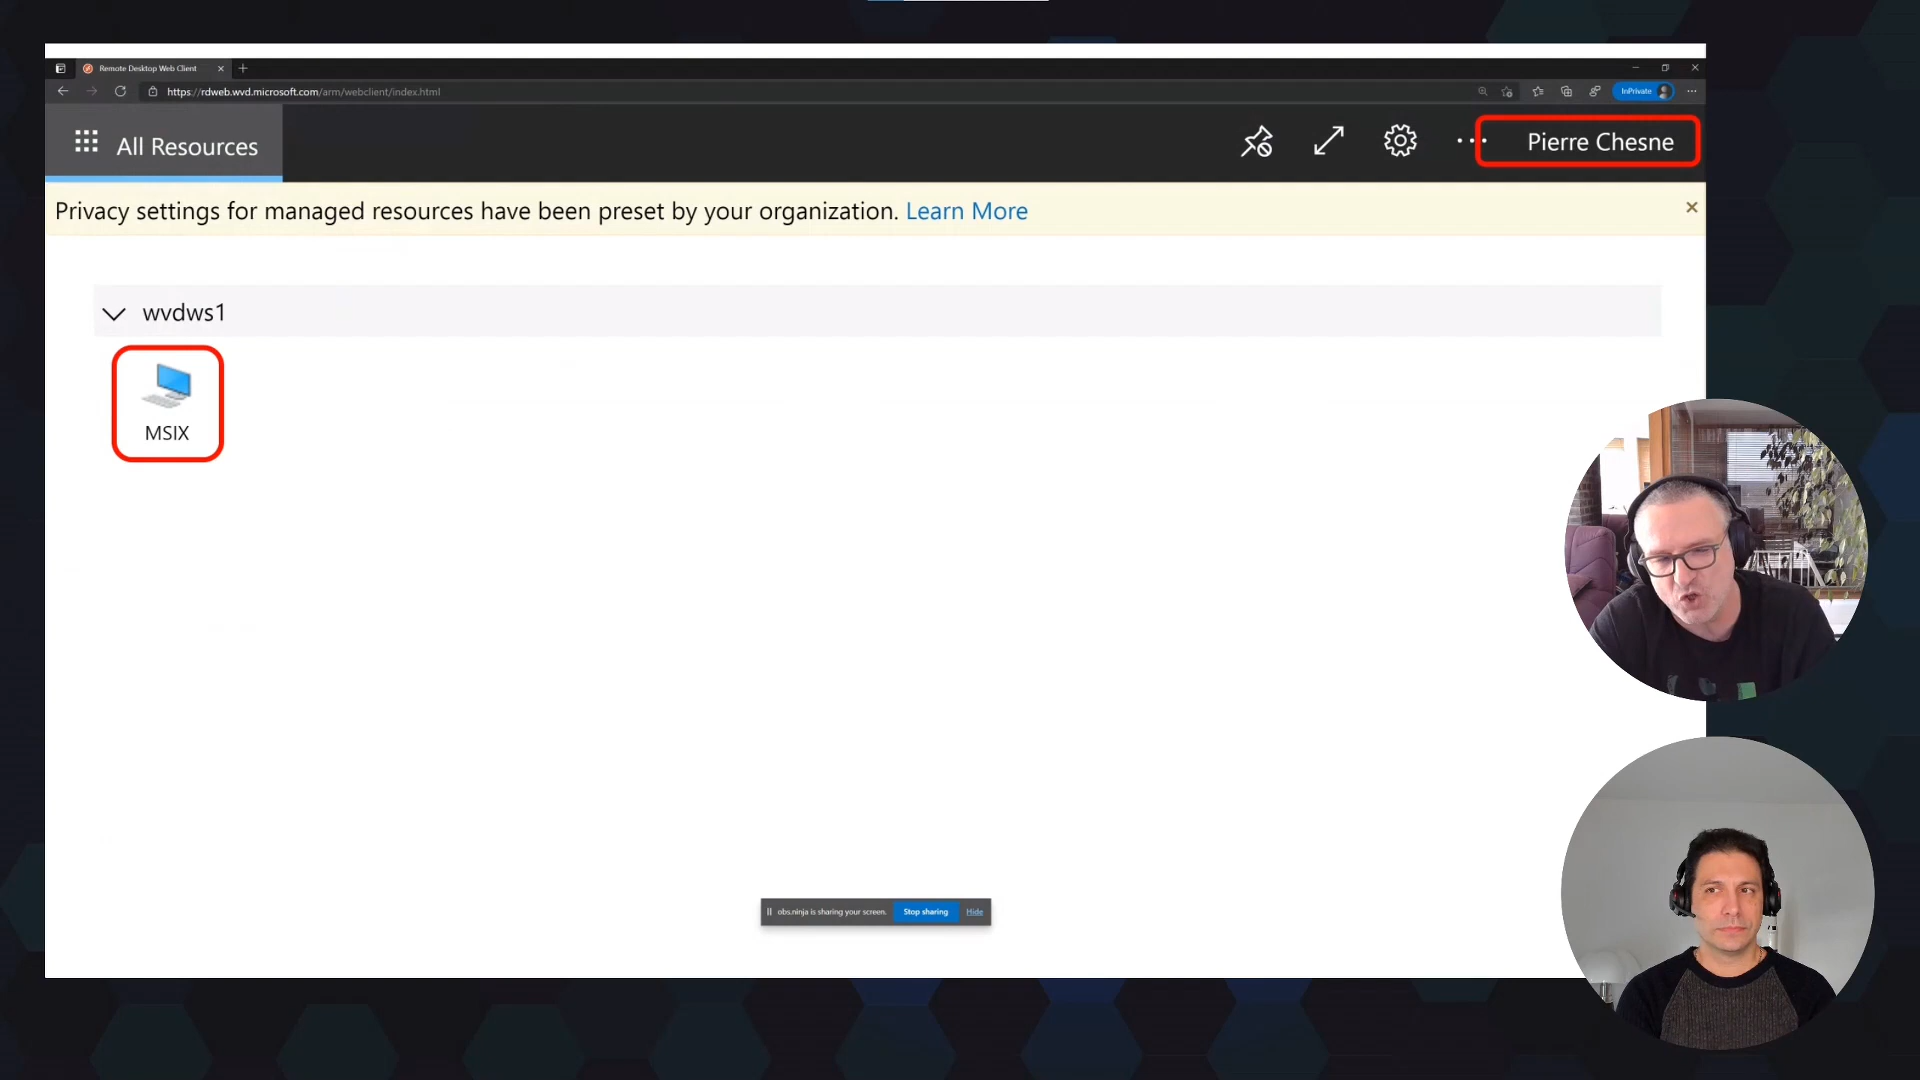 Remote Desktop Web Client
https://rdweb.wvd.microsoft.com/arm/webclient/index.html
InPrivate
All Resources
Pierre Chesne
Privacy settings for managed resources have been preset by your organization. Learn More
wvdws1
MSIX
obs.ninja is sharing your screen.
Stop sharing
Hide